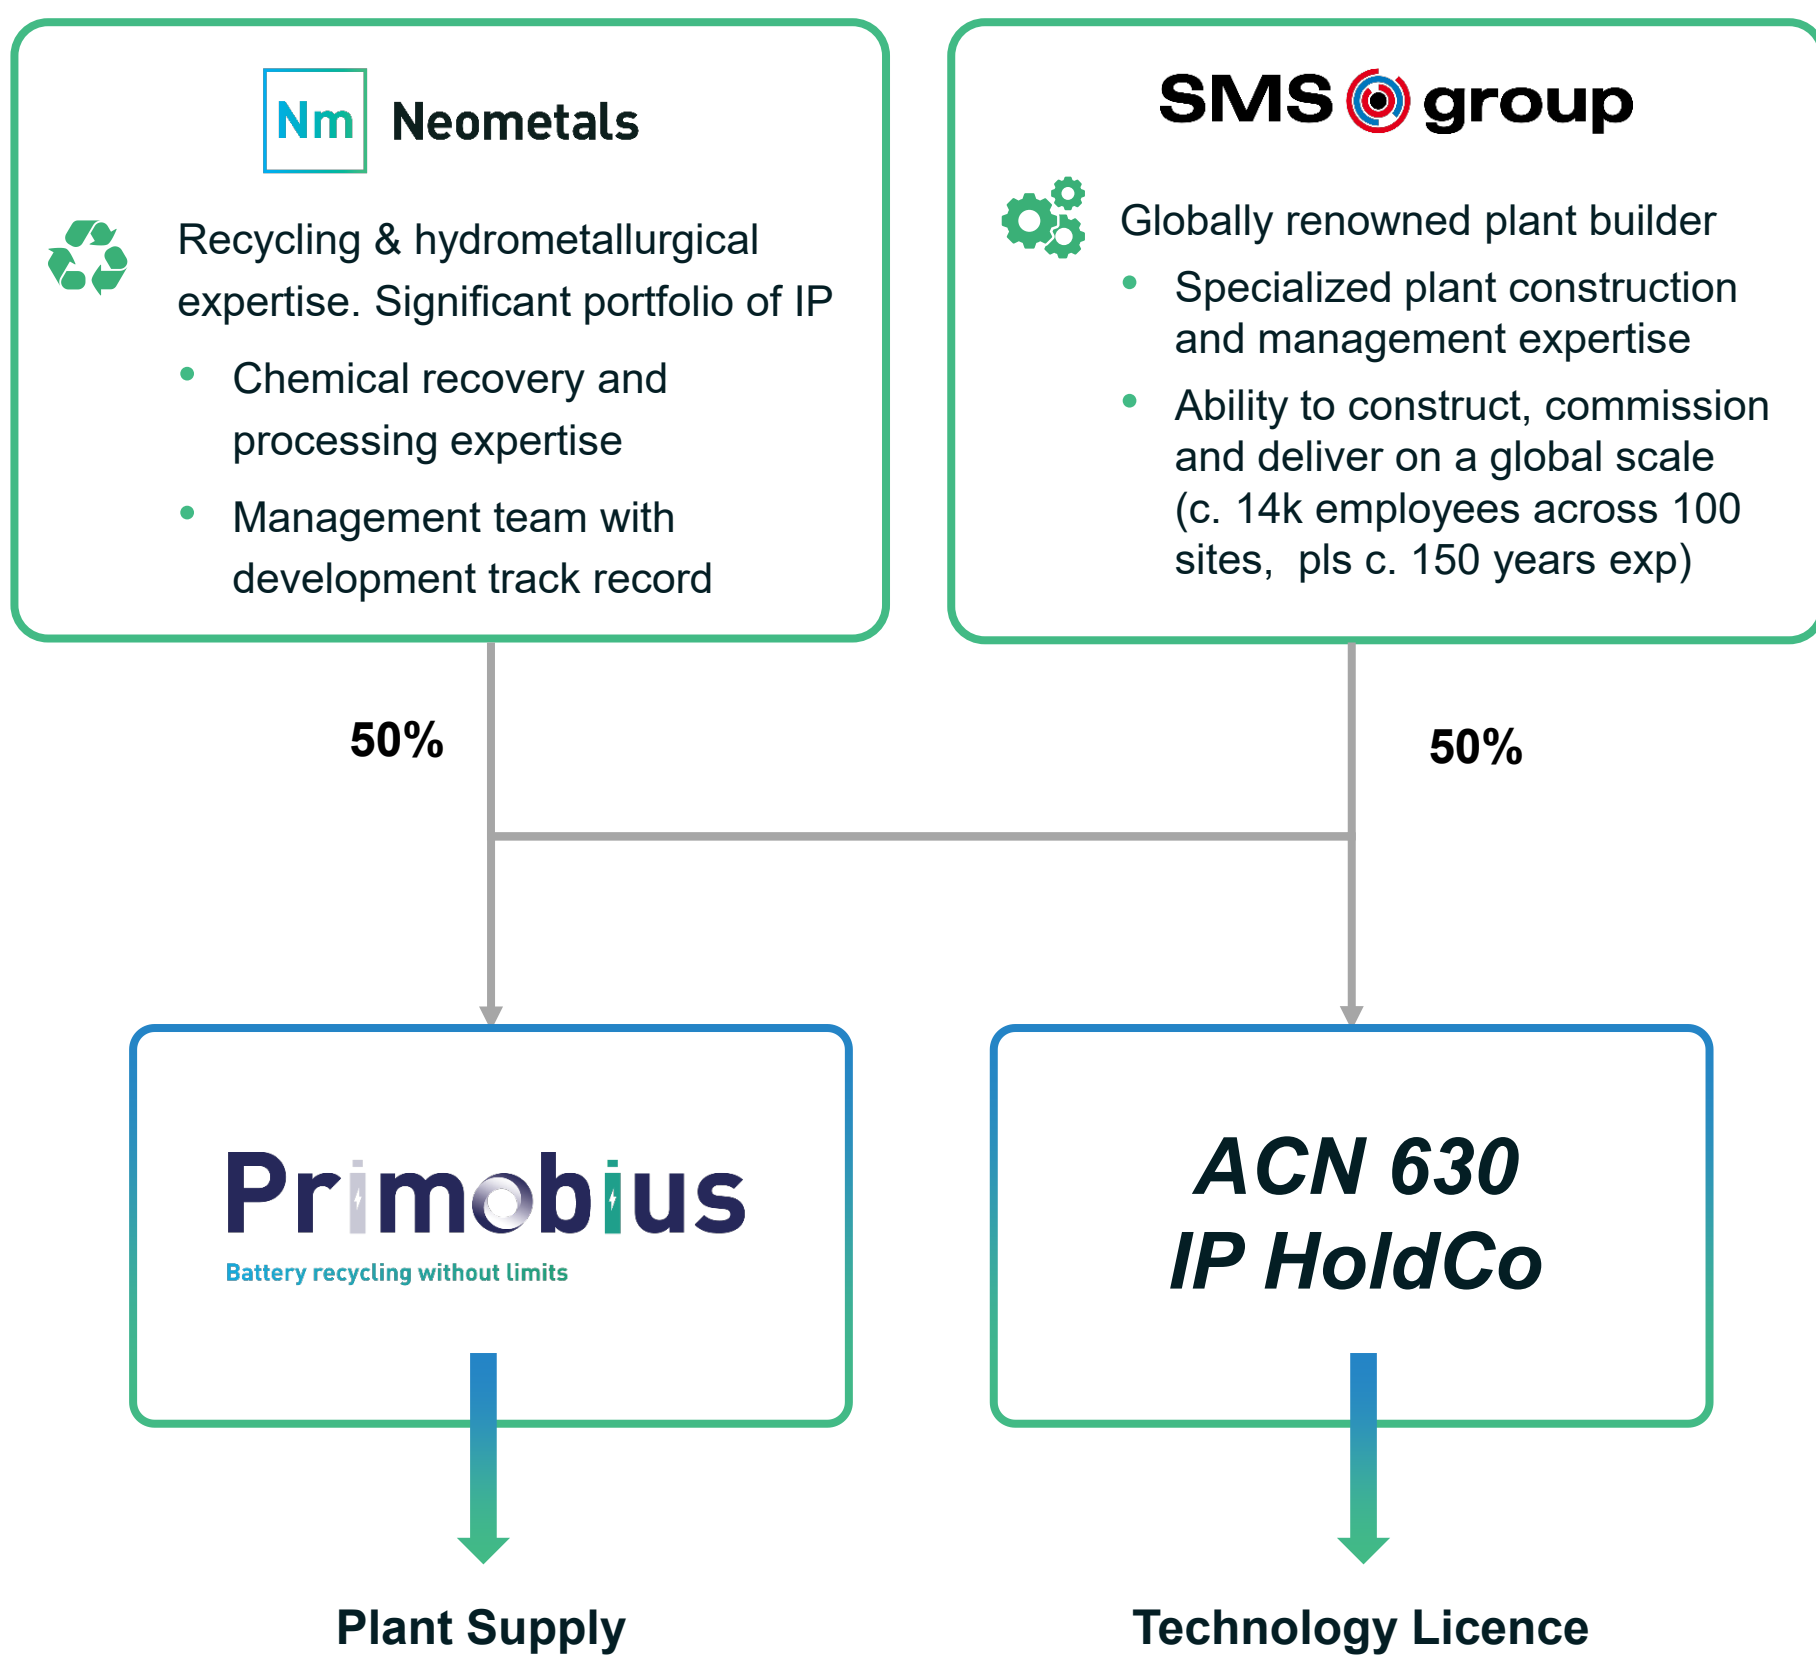 Nm Neometals
Recycling & hydrometallurgical
expertise. Significant portfolio of IP
• Chemical recovery and
processing expertise
• Management team with
development track record
SMS group
Globally renowned plant builder
• Specialized plant construction
and management expertise
• Ability to construct, commission
and deliver on a global scale
(c. 14k employees across 100
sites,  pls c. 150 years exp)
50%
50%
Primobius
Battery recycling without limits
ACN 630
IP HoldCo
Plant Supply
Technology Licence